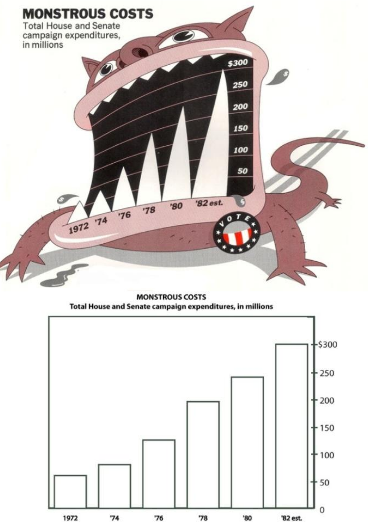 MONSTROUS COSTS
Total House and Senate
campaign expenditures,
in millions
$300
250
200
150
100
50
1972 '74 '76 '78 '80 '82 est.
VOTE
MONSTROUS COSTS
Total House and Senate campaign expenditures, in millions
$300
250
200
150
100
50
0
1972 '74 '76 '78 '80 '82 est.